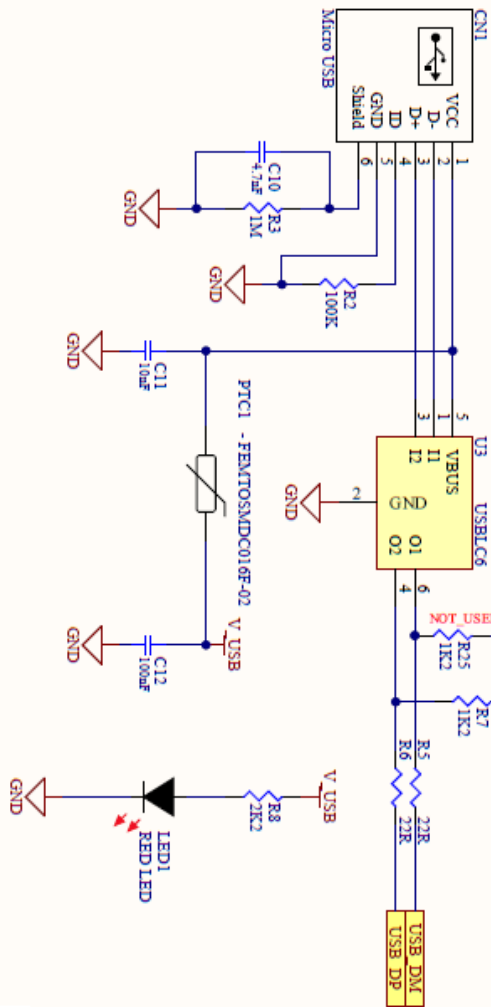 CN1
Micro USB
VCC
D-
D+
ID
GND
Shield
1
2
3
4
5
6
C10
4.7nF
R3
1M
GND
R2
100K
GND
C11
10nF
GND
PTC1 - FEMTOSMDC016F-02
C12
100nF
GND
V_USB
U3
USBLC6
5
1
3
VBUS
I1
I2
GND
2
GND
O1
O2
6
4
R25
1K2
R7
1K2
R5
22R
R6
22R
USB_DM
USB_DP
V_USB
R8
2K2
LED1
RED LED
GND